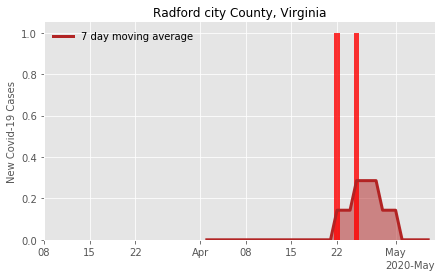 Radford city County, Virginia
7 day moving average
New Covid-19 Cases
1.0
0.8
0.6
0.4
0.2
0.0
08 15 22 Apr 08 15 22 May
2020-May